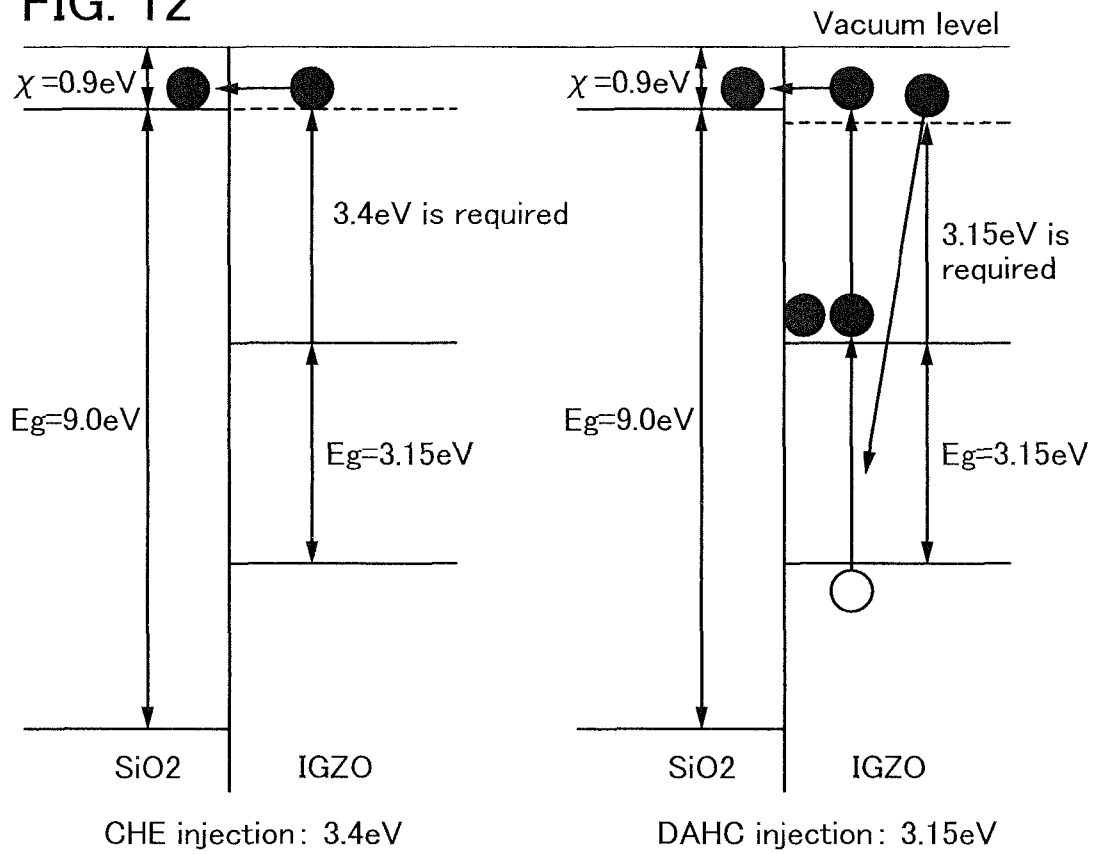 FIG. 12
Vacuum level
χ=0.9eV
χ=0.9eV
3.4eV is required
3.15eV is
required
Eg=9.0eV
Eg=3.15eV
Eg=9.0eV
Eg=3.15eV
SiO2
IGZO
SiO2
IGZO
CHE injection: 3.4eV
DAHC injection: 3.15eV